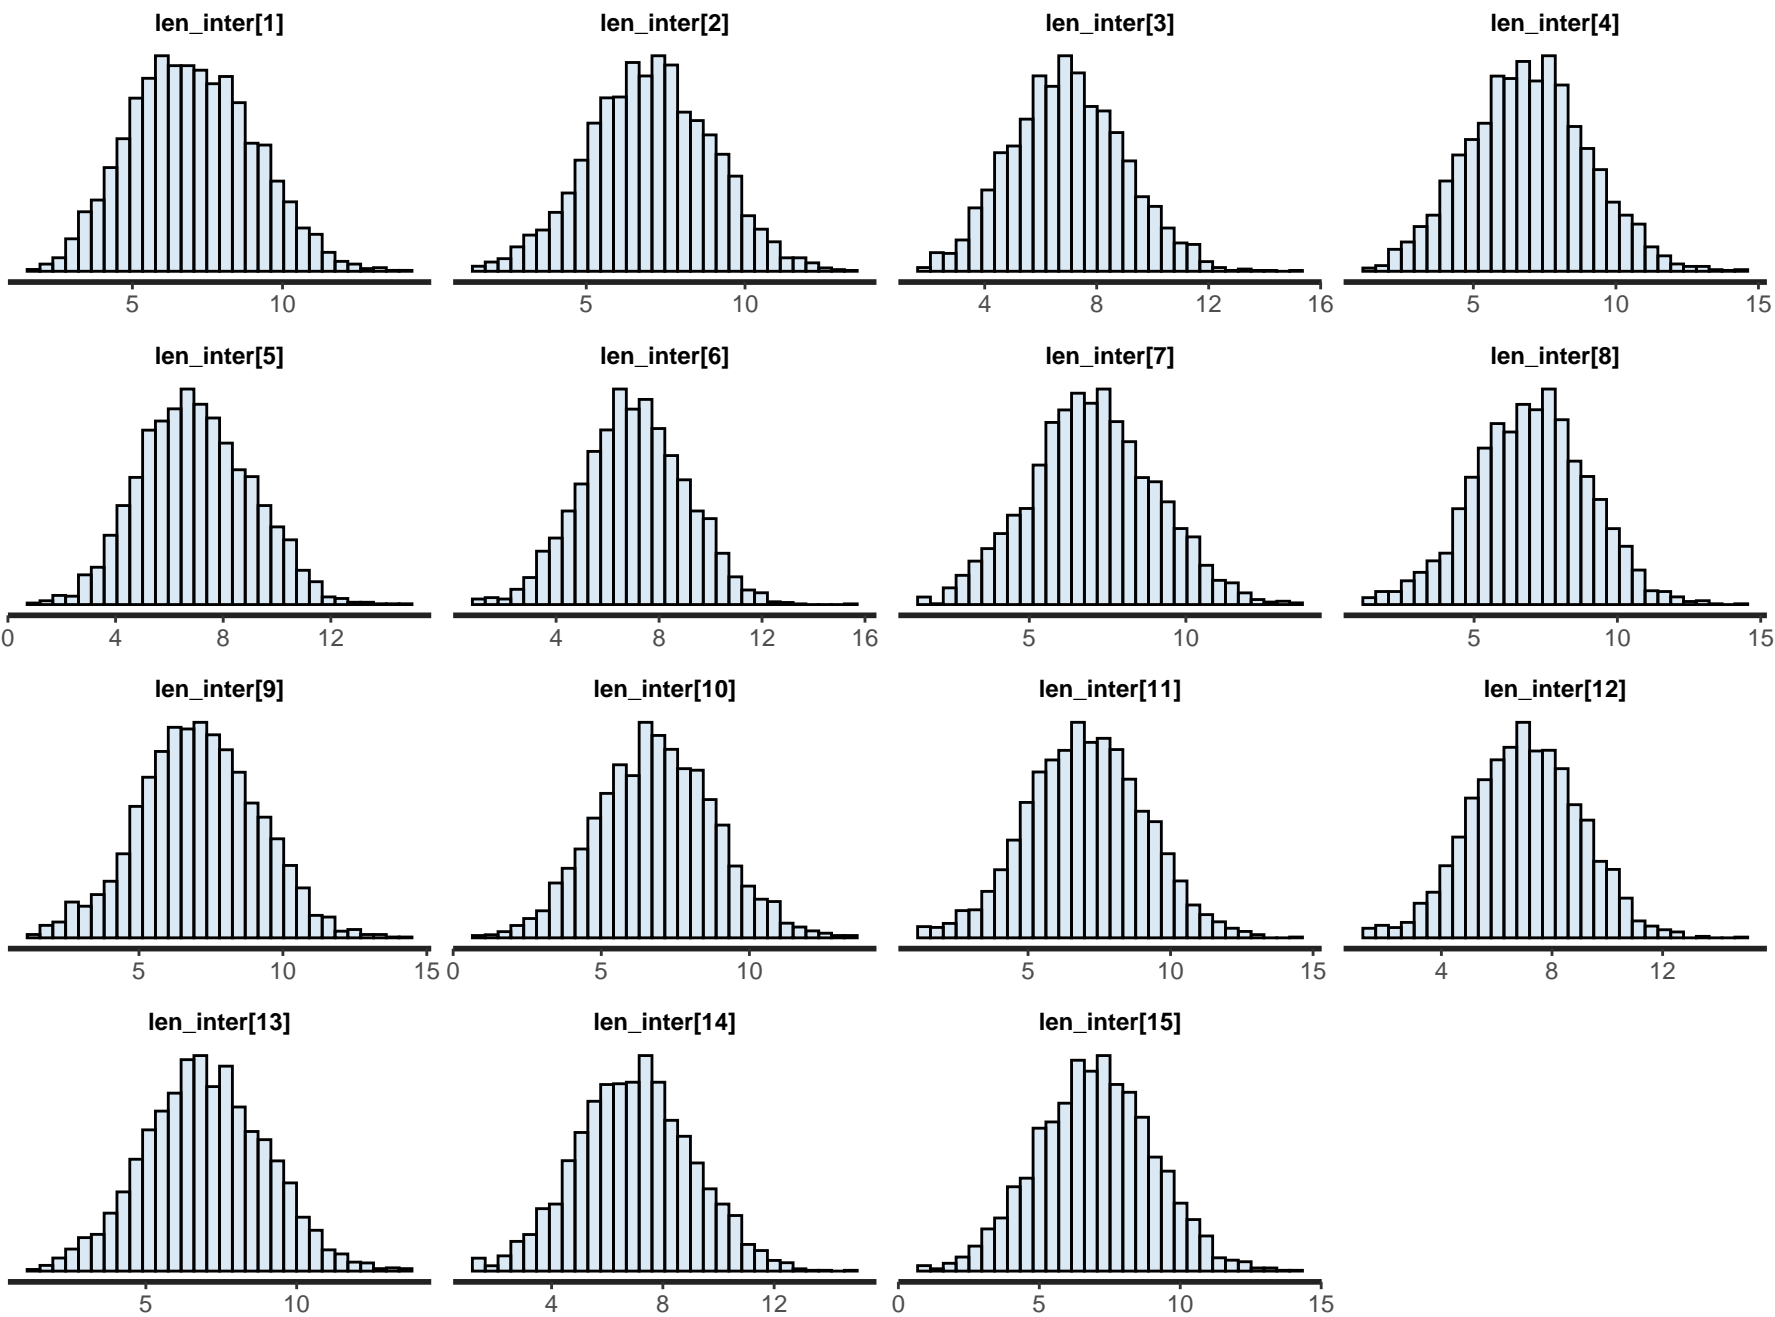 len_inter[1] len_inter[2] len_inter[3] len_inter[4]
5 10 5 10 4 8 12 16 5 10 15
len_inter[5] len_inter[6] len_inter[7] len_inter[8]
0 4 8 12 4 8 12 16 5 10 5 10 15
len_inter[9] len_inter[10] len_inter[11] len_inter[12]
5 10 15 0 5 10 5 10 15 4 8 12
len_inter[13] len_inter[14] len_inter[15]
5 10 4 8 12 0 5 10 15